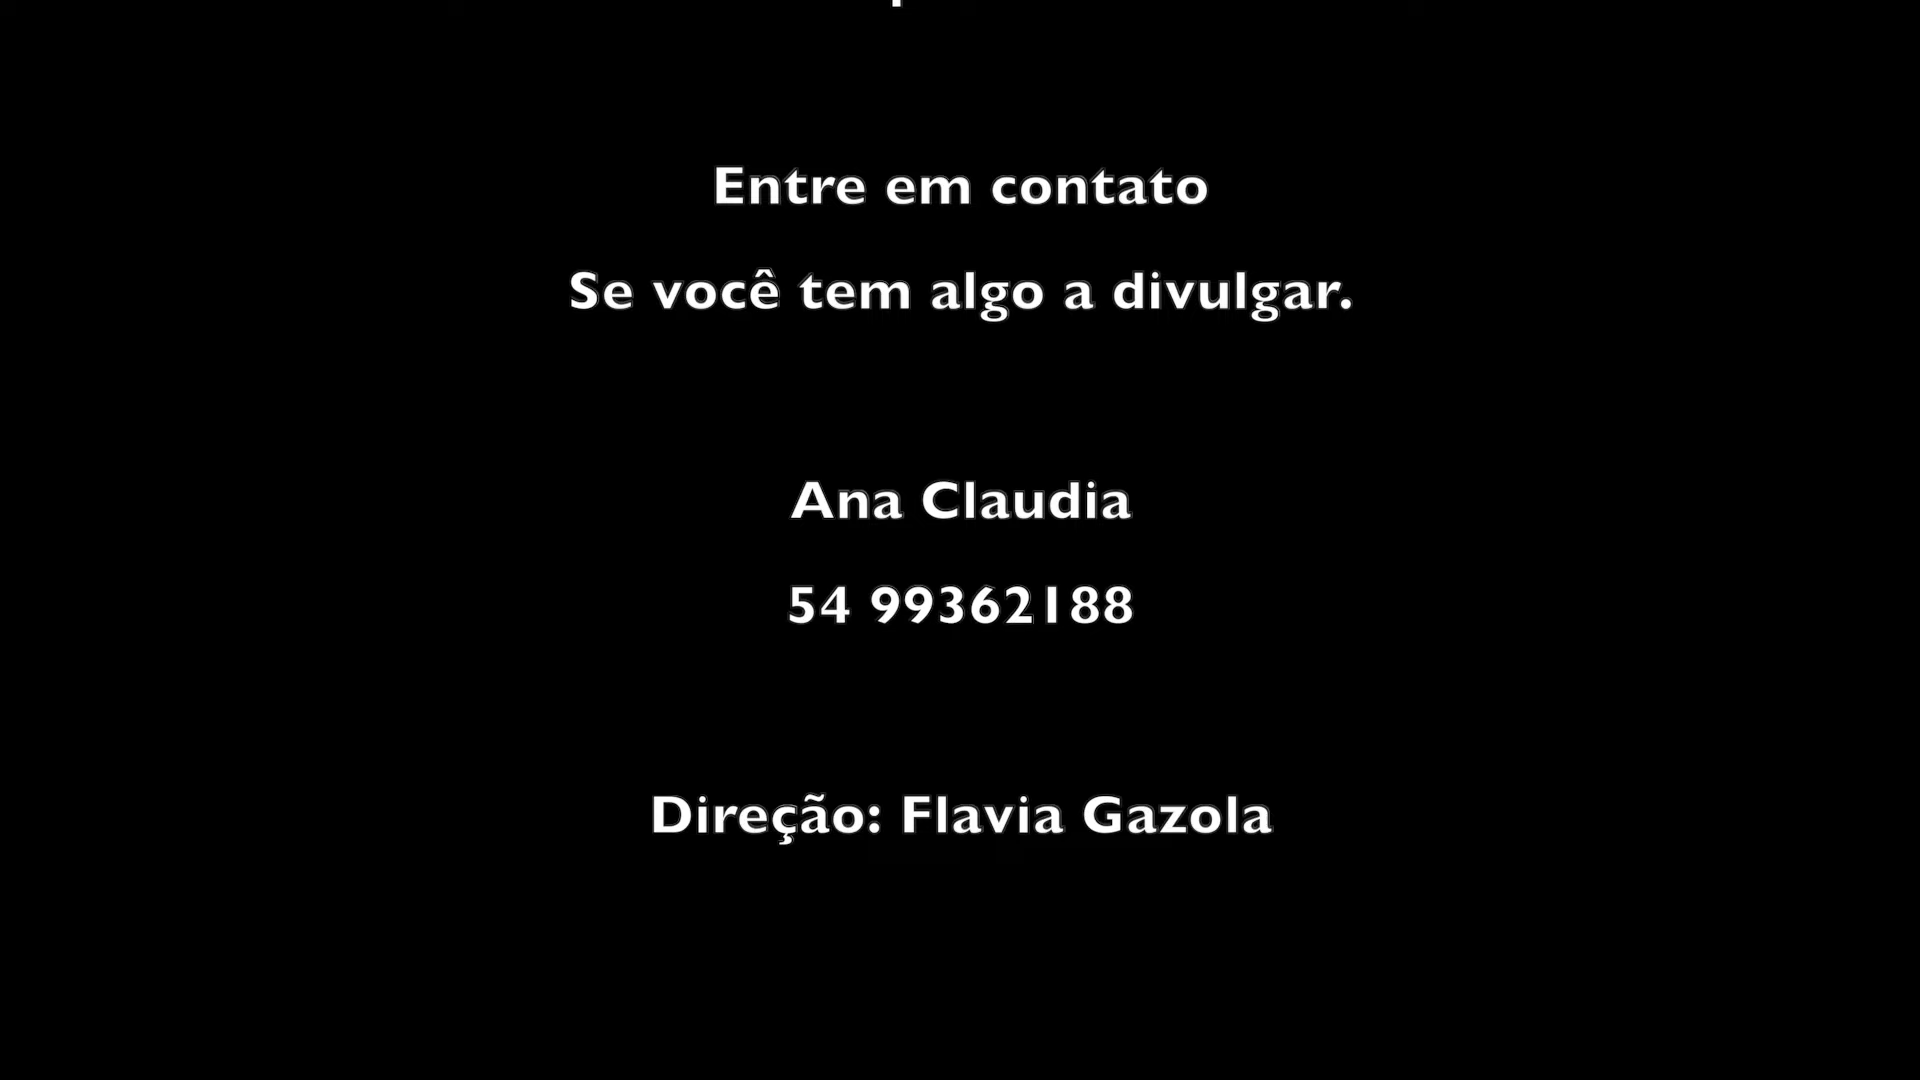 Entre em contato
Se você tem algo a divulgar.
Ana Claudia
54 99362188
Direção: Flavia Gazola